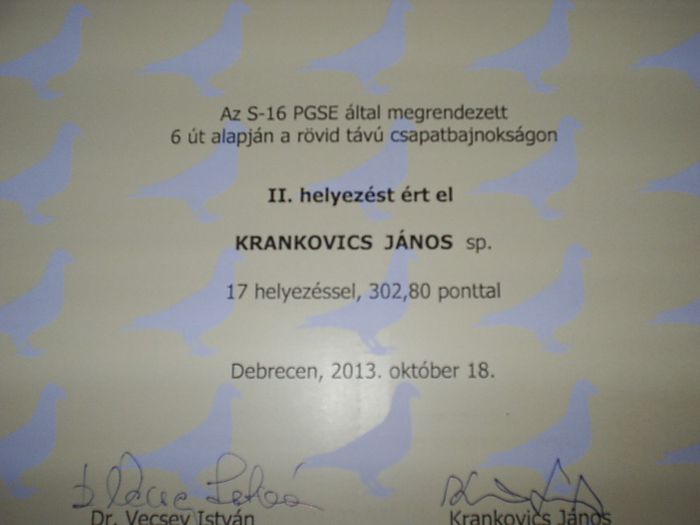 Az S-16 PGSE által megrendezett
6 út alapján a rövid távú csapatbajnokságon
II. helyezést ért el
KRANKOVICS JÁNOS sp.
17 helyezéssel, 302,80 ponttal
Debrecen, 2013. október 18.
Dr. Vecsey István
Krankovics János